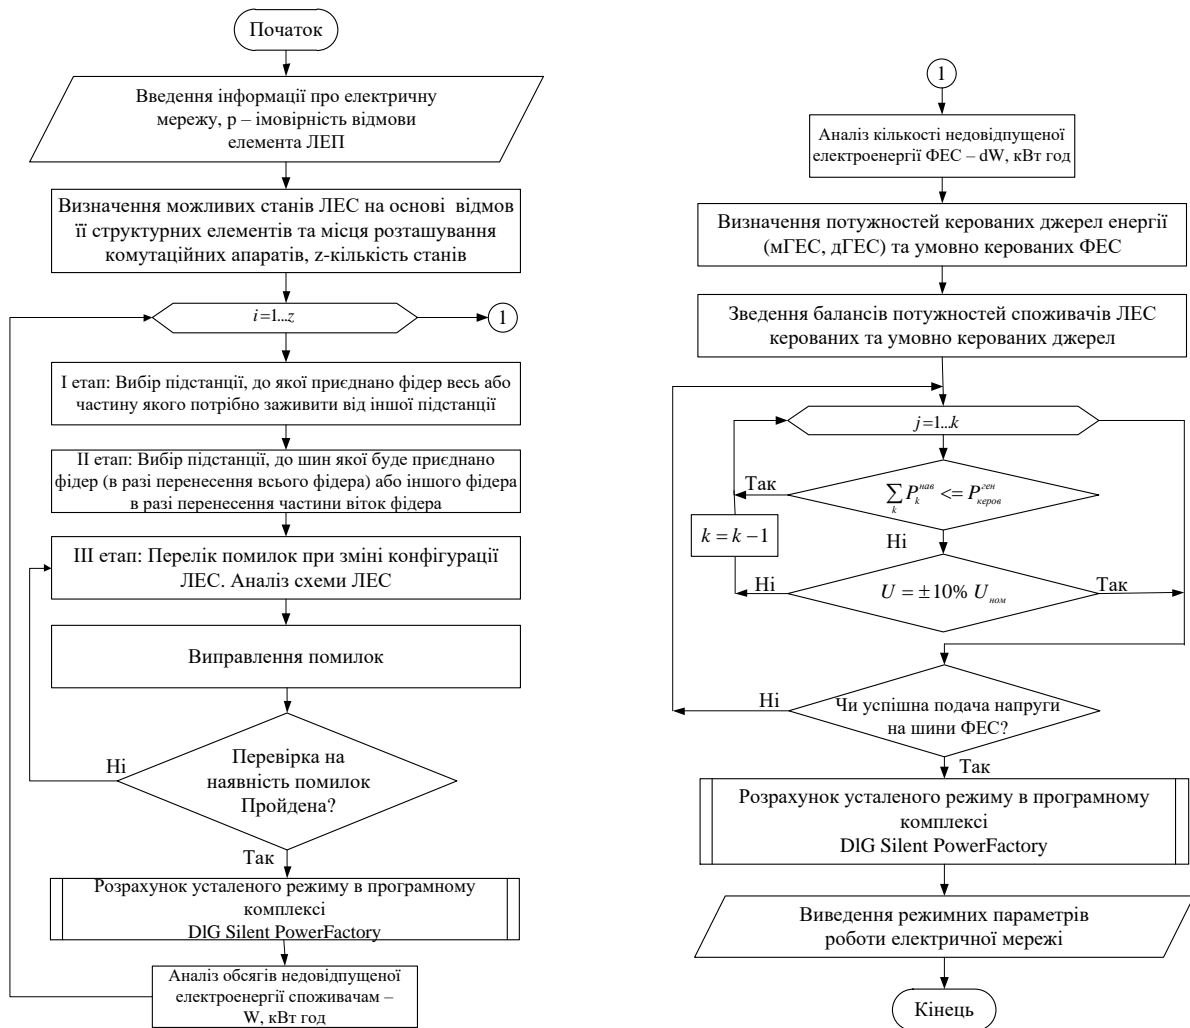 Початок
Введення інформації про електричну
мережу, р – імовірність відмови
елемента ЛЕП
Визначення можливих станів ЛЕС на основі відмов
її структурних елементів та місця розташування
комутаційних апаратів, z-кількість станів
i=1...z
1
І етап: Вибір підстанції, до якої приєднано фідер весь або
частину якого потрібно заживити від іншої підстанції
ІІ етап: Вибір підстанції, до шин якої буде приєднано
фідер (в разі перенесення всього фідера) або іншого фідера
в разі перенесення частини віток фідера
ІІІ етап: Перелік помилок при зміні конфігурації
ЛЕС. Аналіз схеми ЛЕС
Виправлення помилок
Перевірка на
наявність помилок
Пройдена?
Ні
Так
Розрахунок усталеного режиму в програмному
комплексі
DlG Silent PowerFactory
Аналіз обсягів недовідпущеної
електроенергії споживачам –
W, кВт год
1
Аналіз кількості недовідпущеної
електроенергії ФЕС – dW, кВт год
Визначення потужностей керованих джерел енергії
(мГЕС, дГЕС) та умовно керованих ФЕС
Зведення балансів потужностей споживачів ЛЕС
керованих та умовно керованих джерел
j=1...k
Так
∑_k P_k^нав <= P_керов^ген
k = k − 1
Ні
Ні
U = ±10% U_ном
Так
Ні
Чи успішна подача напруги
на шини ФЕС?
Так
Розрахунок усталеного режиму в програмному
комплексі
DlG Silent PowerFactory
Виведення режимних параметрів
роботи електричної мережі
Кінець